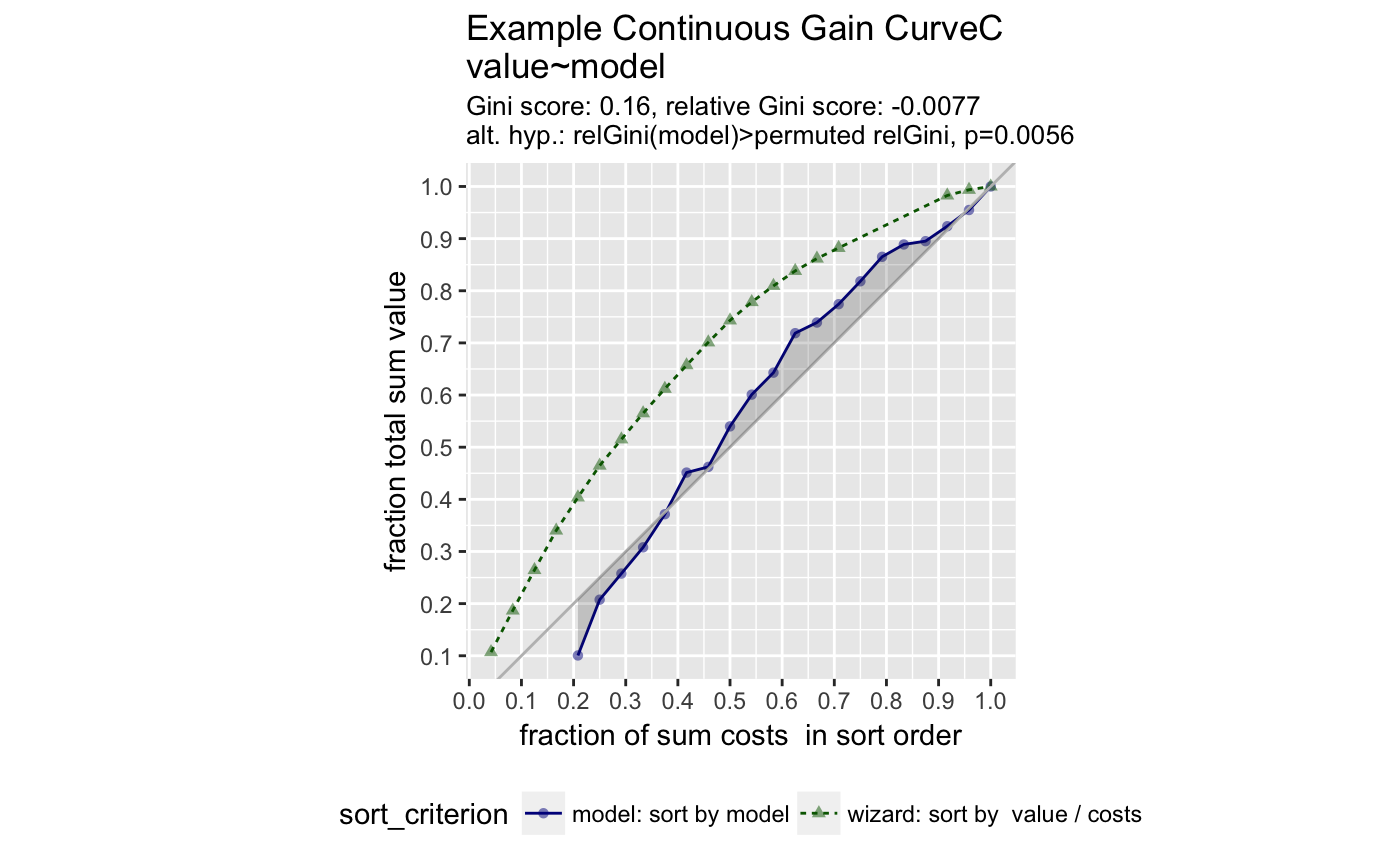 Example Continuous Gain CurveC
value~model
Gini score: 0.16, relative Gini score: -0.0077
alt. hyp.: relGini(model)>permuted relGini, p=0.0056
1.0
0.9
0.8
0.7
0.6
0.5
0.4
0.3
0.2
0.1
fraction total sum value
0.0 0.1 0.2 0.3 0.4 0.5 0.6 0.7 0.8 0.9 1.0
fraction of sum costs  in sort order
sort_criterion model: sort by model wizard: sort by  value / costs